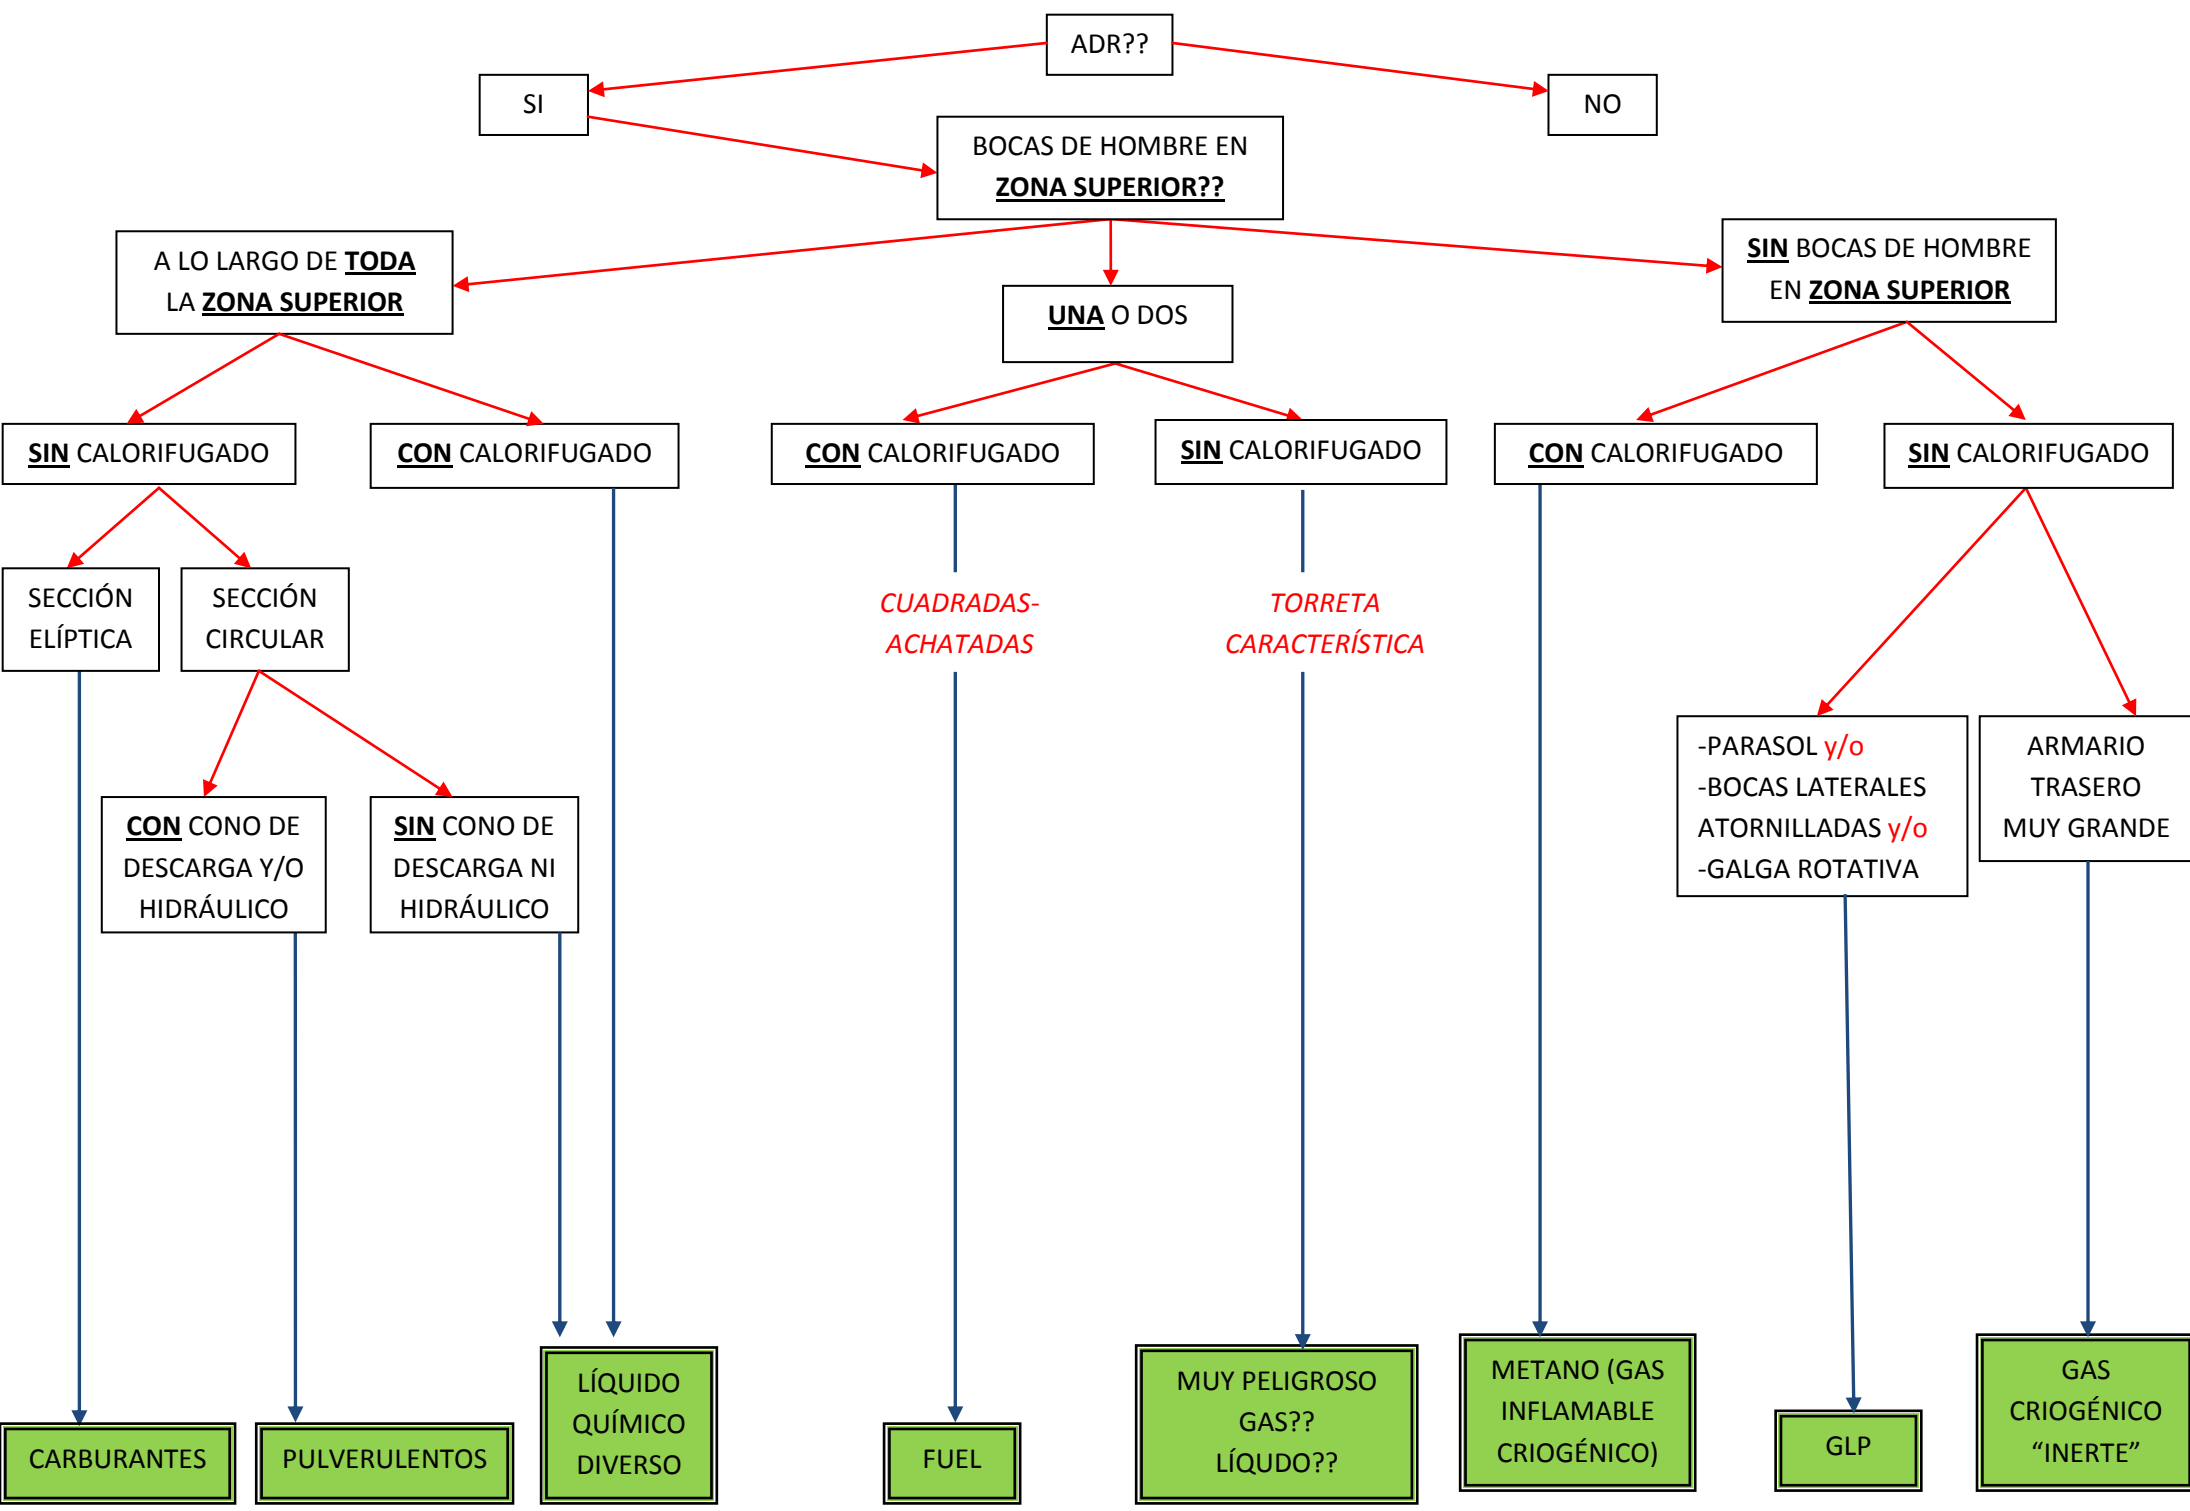 ADR??
SI
NO
BOCAS DE HOMBRE EN
ZONA SUPERIOR??
A LO LARGO DE TODA
LA ZONA SUPERIOR
UNA O DOS
SIN BOCAS DE HOMBRE
EN ZONA SUPERIOR
SIN CALORIFUGADO
CON CALORIFUGADO
CON CALORIFUGADO
SIN CALORIFUGADO
CON CALORIFUGADO
SIN CALORIFUGADO
SECCIÓN
ELÍPTICA
SECCIÓN
CIRCULAR
CUADRADAS-
ACHATADAS
TORRETA
CARACTERÍSTICA
-PARASOL y/o
-BOCAS LATERALES
ATORNILLADAS y/o
-GALGA ROTATIVA
ARMARIO
TRASERO
MUY GRANDE
CON CONO DE
DESCARGA Y/O
HIDRÁULICO
SIN CONO DE
DESCARGA NI
HIDRÁULICO
CARBURANTES
PULVERULENTOS
LÍQUIDO
QUÍMICO
DIVERSO
FUEL
MUY PELIGROSO
GAS??
LÍQUDO??
METANO (GAS
INFLAMABLE
CRIOGÉNICO)
GLP
GAS
CRIOGÉNICO
“INERTE”